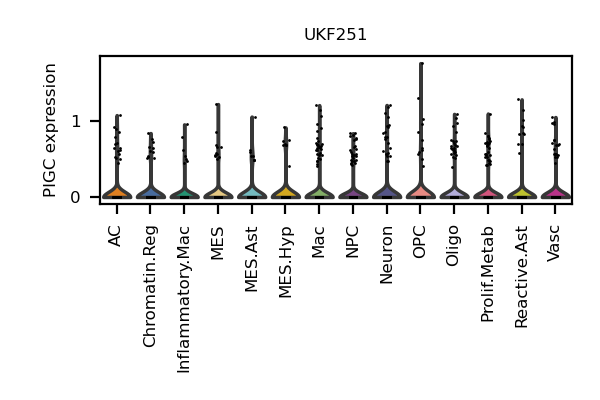 UKF251
PIGC expression
1
0
AC
Chromatin.Reg
Inflammatory.Mac
MES
MES.Ast
MES.Hyp
Mac
NPC
Neuron
OPC
Oligo
Prolif.Metab
Reactive.Ast
Vasc